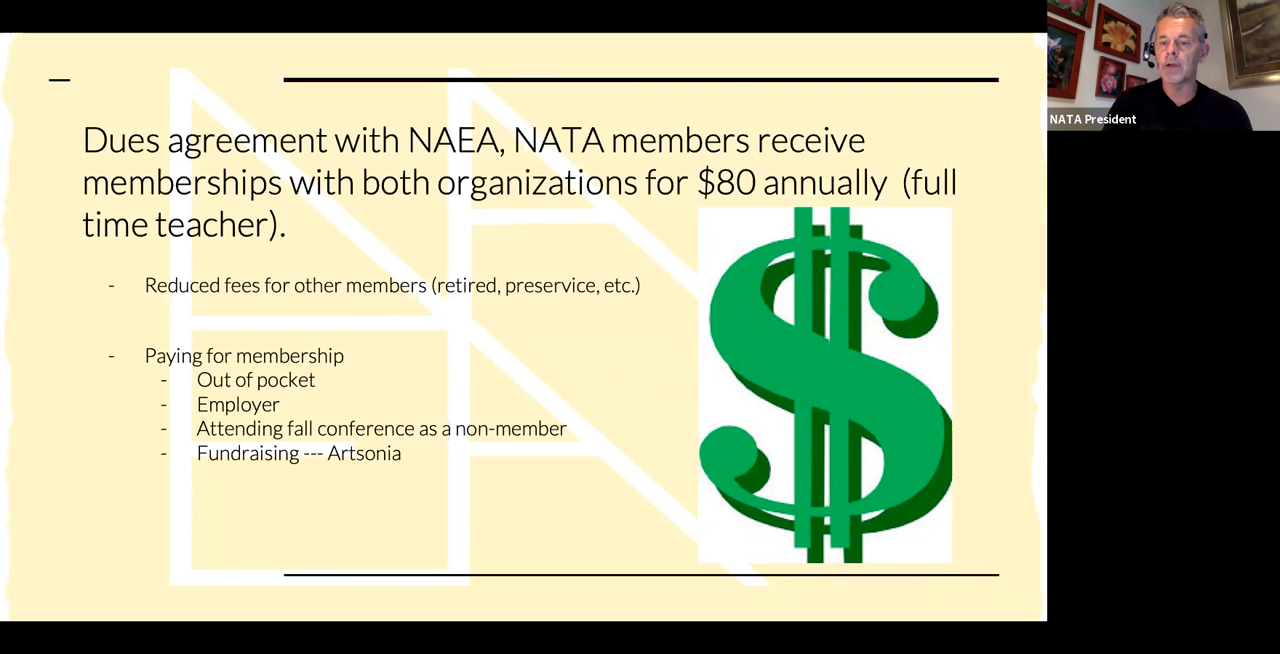 Dues agreement with NAEA, NATA members receive
memberships with both organizations for $80 annually (full
time teacher).
- Reduced fees for other members (retired, preservice, etc.)
- Paying for membership
- Out of pocket
- Employer
- Attending fall conference as a non-member
- Fundraising --- Artsonia
NATA President